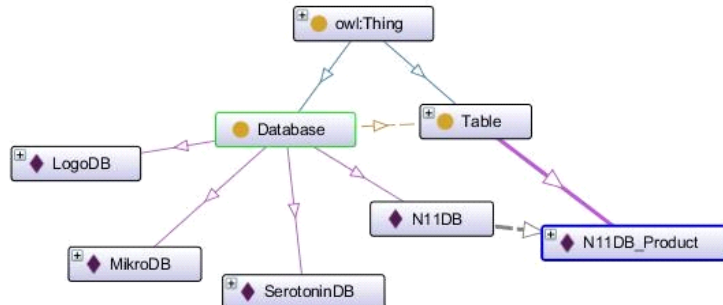 owl:Thing
Database
Table
LogoDB
N11DB
N11DB_Product
MikroDB
SerotoninDB